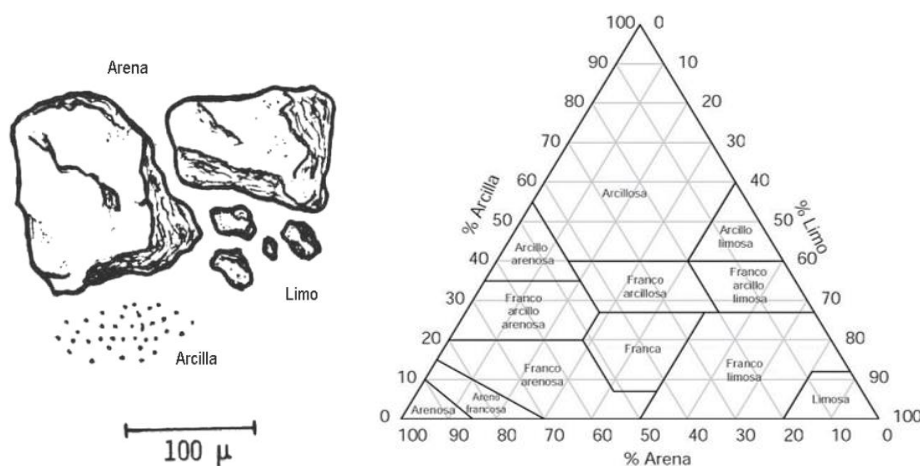 Arena
Limo
Arcilla
100 μ
100 0
90 10
80 20
70 30
60 40
50 50
40 60
30 70
20 80
10 90
0 100
% Arcilla
% Limo
Arcillosa
Arcillo
limosa
Arcillo
arenosa
Franco
arcillosa
Franco
arcillo
limosa
Franco
arcillo
arenosa
Franca
Franco
arenosa
Franco
limosa
Arenosa
Areno
francosa
Limosa
100 90 80 70 60 50 40 30 20 10 0
% Arena